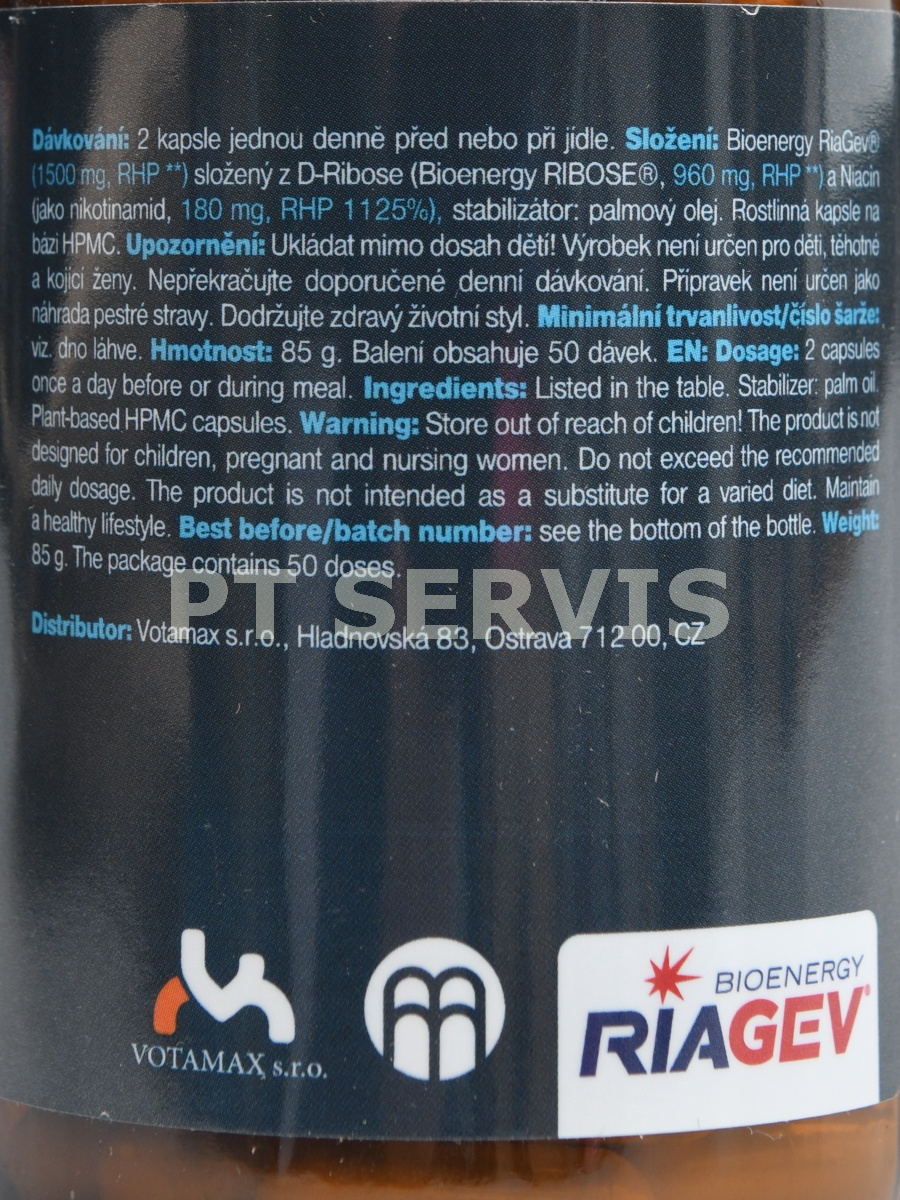 Dávkování: 2 kapsle jednou denně před nebo při jídle. Složení: Bioenergy RiaGev®
(1500 mg, RHP **) složený z D-Ribose (Bioenergy RIBOSE®, 960 mg, RHP **) a Niacin
(jako nikotinamid, 180 mg, RHP 1125%), stabilizátor: palmový olej. Rostlinná kapsle na
bázi HPMC. Upozornění: Ukládat mimo dosah dětí! Výrobek není určen pro děti, těhotné
a kojící ženy. Nepřekračujte doporučené denní dávkování. Přípravek není určen jako
náhrada pestré stravy. Dodržujte zdravý životní styl. Minimální trvanlivost/číslo šarže:
viz. dno láhve. Hmotnost: 85 g. Balení obsahuje 50 dávek. EN: Dosage: 2 capsules
once a day before or during meal. Ingredients: Listed in the table. Stabilizer: palm oil.
Plant-based HPMC capsules. Warning: Store out of reach of children! The product is not
designed for children, pregnant and nursing women. Do not exceed the recommended
daily dosage. The product is not intended as a substitute for a varied diet. Maintain
a healthy lifestyle. Best before/batch number: see the bottom of the bottle. Weight:
85 g. The package contains 50 doses.
PT SERVIS
Distributor: Votamax s.r.o., Hladnovská 83, Ostrava 712 00, CZ
VOTAMAX s.r.o.
BIOENERGY
RIAGEV®